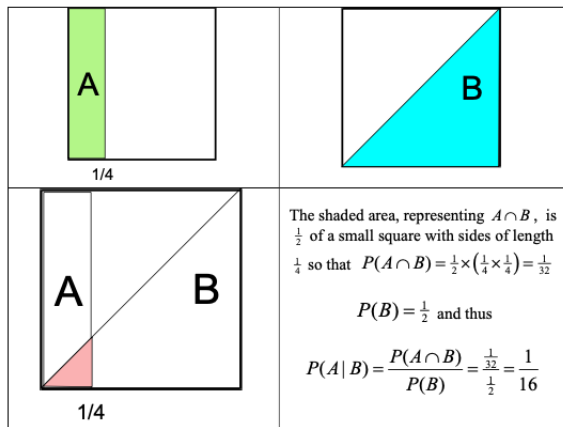 A
1/4
B
A
B
1/4
The shaded area, representing A∩B, is
1/2 of a small square with sides of length
1/4 so that P(A∩B)=1/2×(1/4×1/4)=1/32
P(B)=1/2 and thus
P(A|B)=P(A∩B)/P(B)=(1/32)/(1/2)=1/16